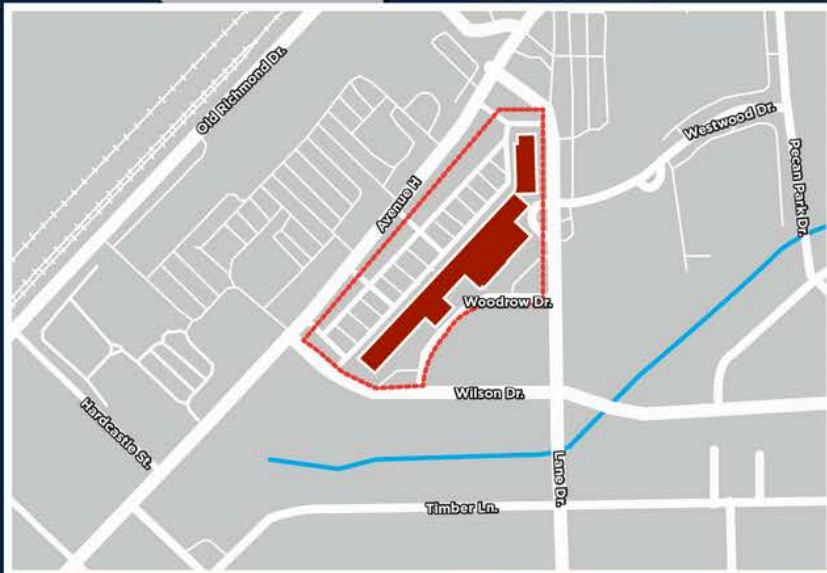 Old Richmond Dr.
Westwood Dr.
Pecan Park Dr.
Avenue H
Woodrow Dr.
Wilson Dr.
Hardcastle St.
Lane Dr.
Timber Ln.